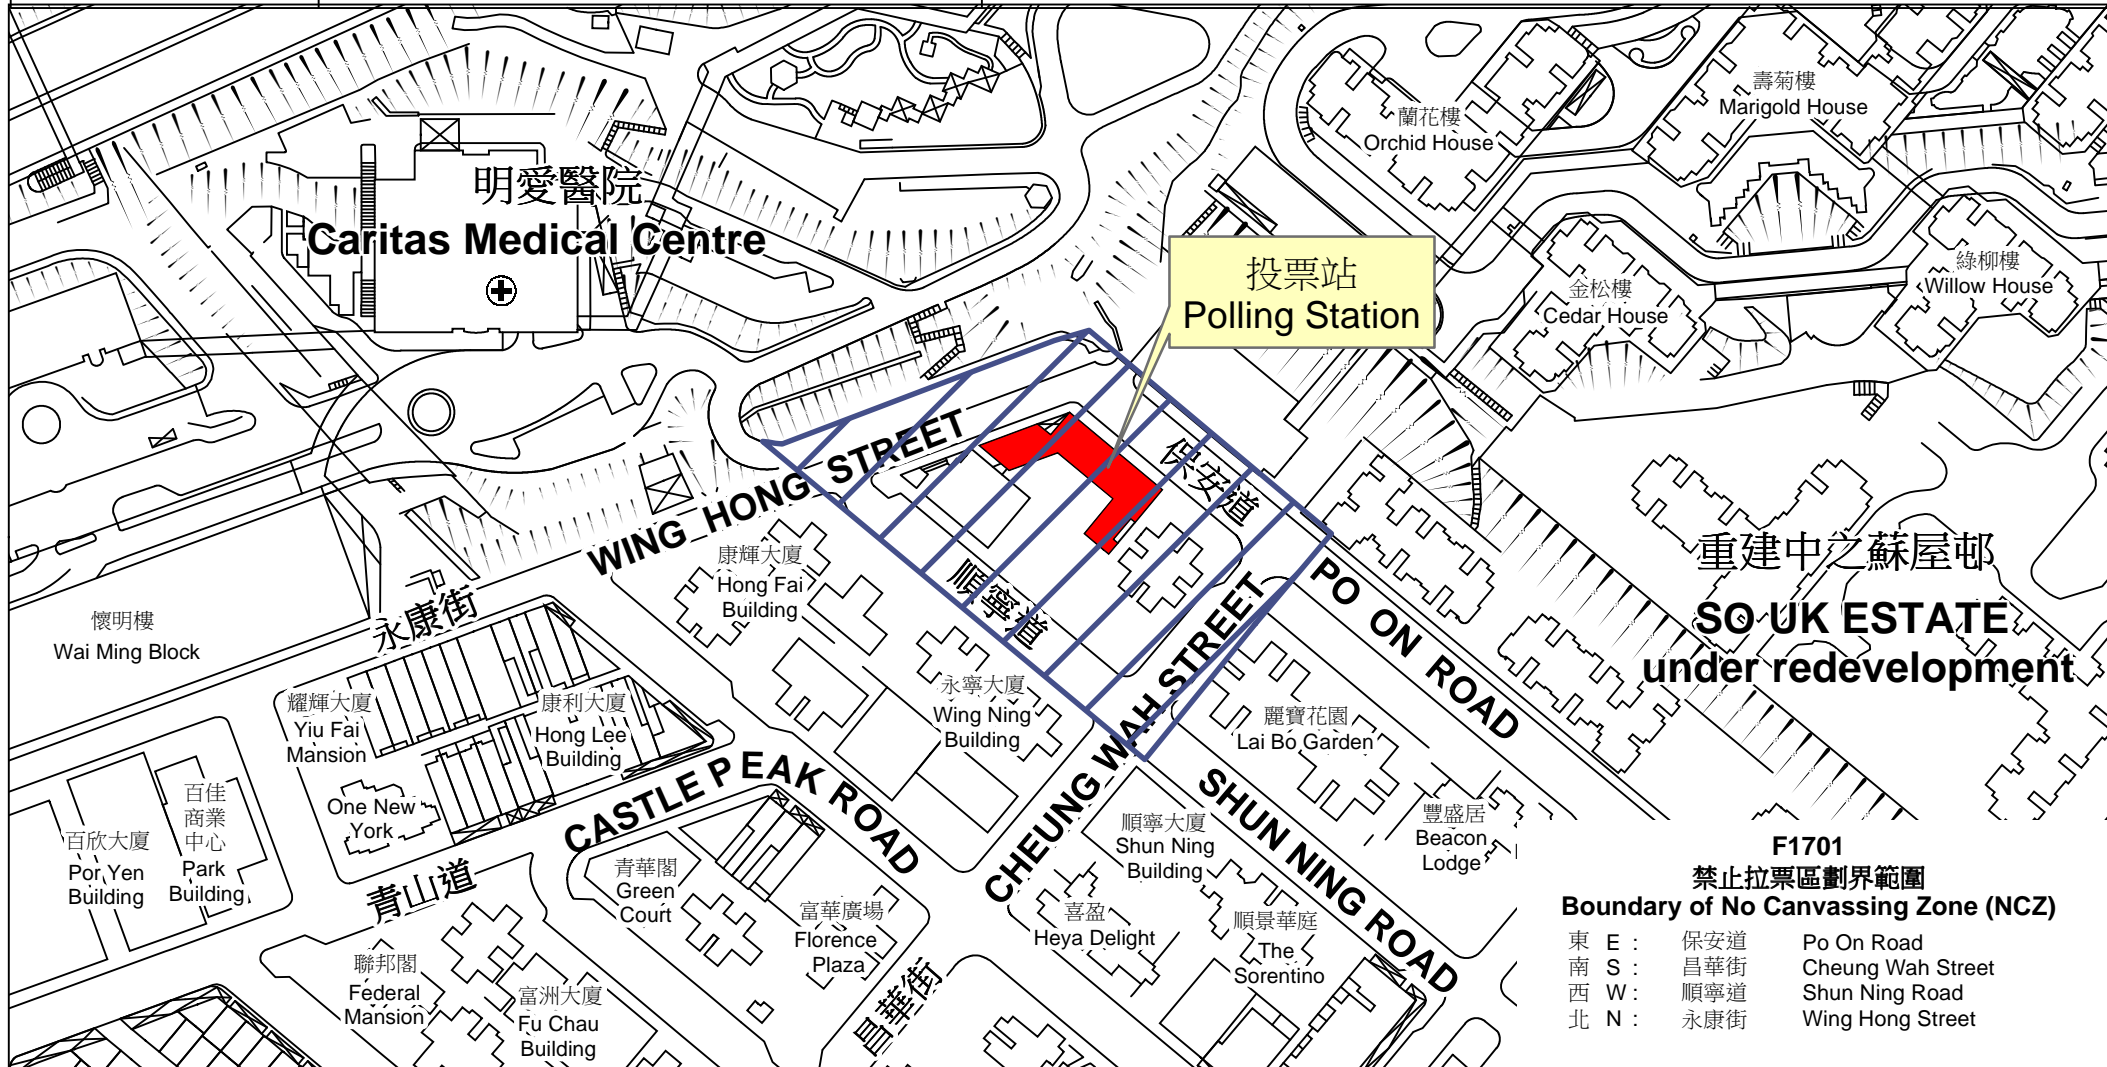 蘭花樓
Orchid House
壽菊樓
Marigold House
明愛醫院
Caritas Medical Centre
投票站
Polling Station
金松樓
Cedar House
綠柳樓
Willow House
WING HONG STREET
永康街
保安道
PO ON ROAD
順寧道
SHUN NING ROAD
CHEUNG WAH STREET
昌華街
CASTLE PEAK ROAD
青山道
重建中之蘇屋邨
SO UK ESTATE
under redevelopment
康輝大廈
Hong Fai
Building
懷明樓
Wai Ming Block
耀輝大廈
Yiu Fai
Mansion
康利大廈
Hong Lee
Building
永寧大廈
Wing Ning
Building
麗寶花園
Lai Bo Garden
One New
York
百佳
商業
中心
Park
Building
百欣大廈
Por Yen
Building
青華閣
Green
Court
富華廣場
Florence
Plaza
順寧大廈
Shun Ning
Building
豐盛居
Beacon
Lodge
喜盈
Heya Delight
順景華庭
The
Sorentino
聯邦閣
Federal
Mansion
富洲大廈
Fu Chau
Building
F1701
禁止拉票區劃界範圍
Boundary of No Canvassing Zone (NCZ)
東 E : 保安道 Po On Road
南 S : 昌華街 Cheung Wah Street
西 W : 順寧道 Shun Ning Road
北 N : 永康街 Wing Hong Street